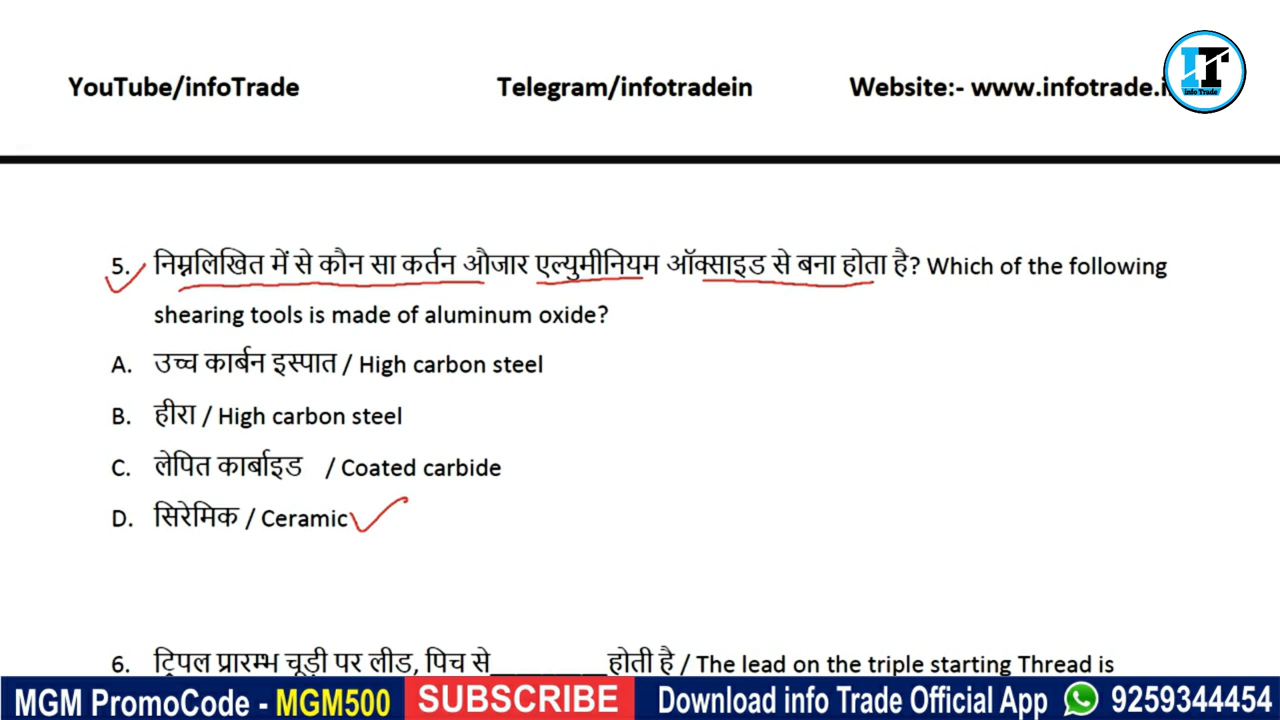 YouTube/infoTrade Telegram/infotradein Website:- www.infotrade.i
IT
info Trade
5. निम्नलिखित में से कौन सा कर्तन औजार एल्युमीनियम ऑक्साइड से बना होता है? Which of the following
shearing tools is made of aluminum oxide?
A. उच्च कार्बन इस्पात / High carbon steel
B. हीरा / High carbon steel
C. लेपित कार्बाइड / Coated carbide
D. सिरेमिक / Ceramic
6. ट्रिपल प्रारम्भ चूड़ी पर लीड, पिच से_________होती है / The lead on the triple starting Thread is
MGM PromoCode - MGM500 SUBSCRIBE Download info Trade Official App 9259344454